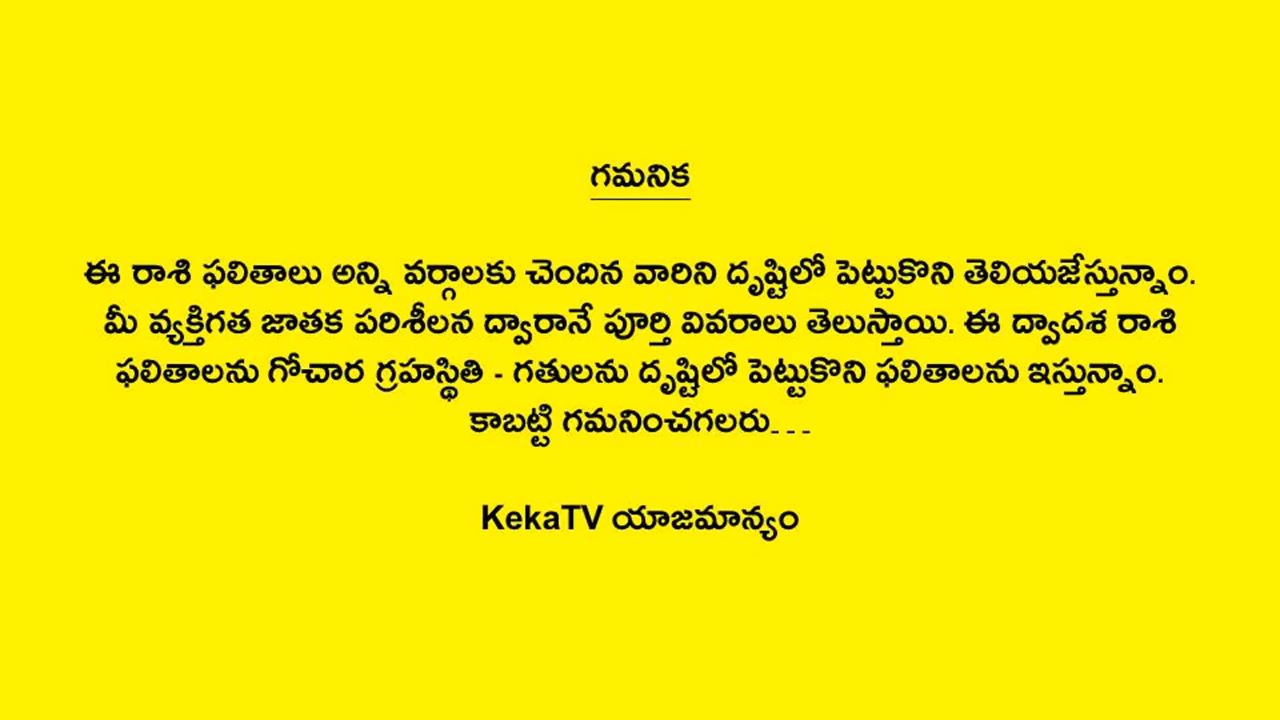 గమనిక
ఈ రాశి ఫలితాలు అన్ని వర్గాలకు చెందిన వారిని దృష్టిలో పెట్టుకొని తెలియజేస్తున్నాం.
మీ వ్యక్తిగత జాతక పరిశీలన ద్వారానే పూర్తి వివరాలు తెలుస్తాయి. ఈ ద్వాదశ రాశి
ఫలితాలను గోచార గ్రహస్థితి - గతులను దృష్టిలో పెట్టుకొని ఫలితాలను ఇస్తున్నాం.
కాబట్టి గమనించగలరు---
KekaTV యాజమాన్యం